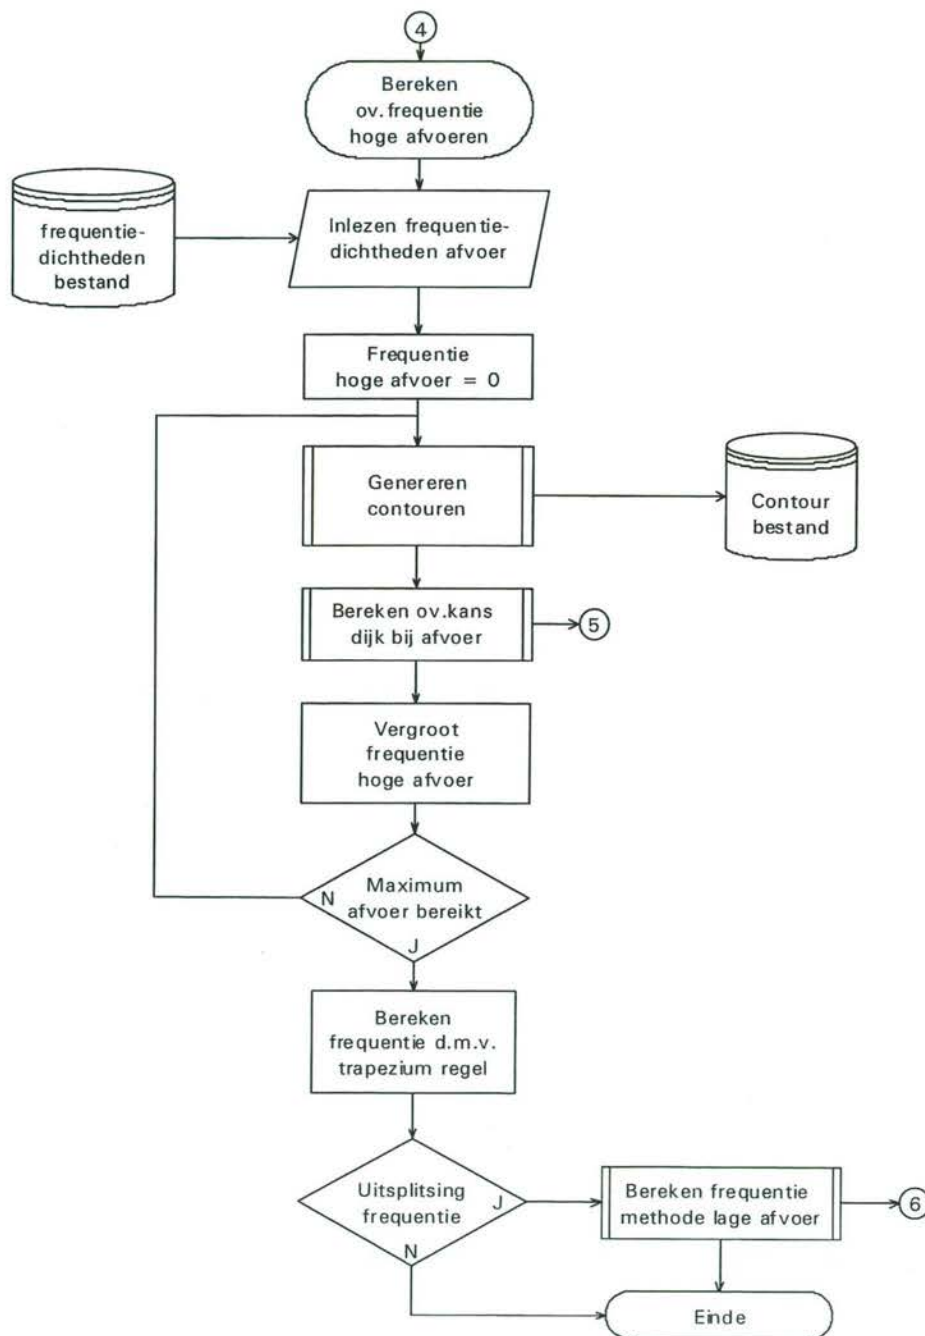 4
Bereken
ov.frequentie
hoge afvoeren
frequentie-
dichtheden
bestand
Inlezen frequentie-
dichtheden afvoer
Frequentie
hoge afvoer = 0
Genereren
contouren
Contour
bestand
Bereken ov.kans
dijk bij afvoer
5
Vergroot
frequentie
hoge afvoer
Maximum
afvoer bereikt
N
J
Bereken
frequentie d.m.v.
trapezium regel
Uitsplitsing
frequentie
J
N
Bereken frequentie
methode lage afvoer
6
Einde